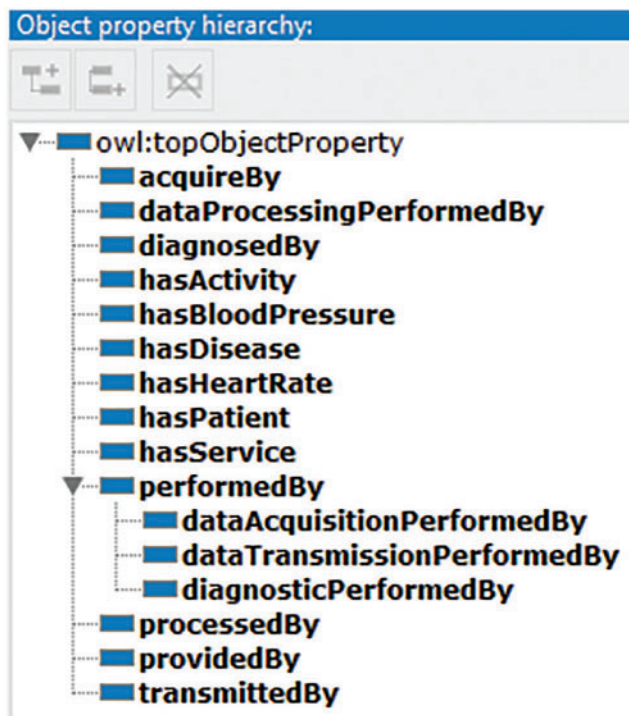 Object property hierarchy:
owl:topObjectProperty
acquireBy
dataProcessingPerformedBy
diagnosedBy
hasActivity
hasBloodPressure
hasDisease
hasHeartRate
hasPatient
hasService
performedBy
dataAcquisitionPerformedBy
dataTransmissionPerformedBy
diagnosticPerformedBy
processedBy
providedBy
transmittedBy